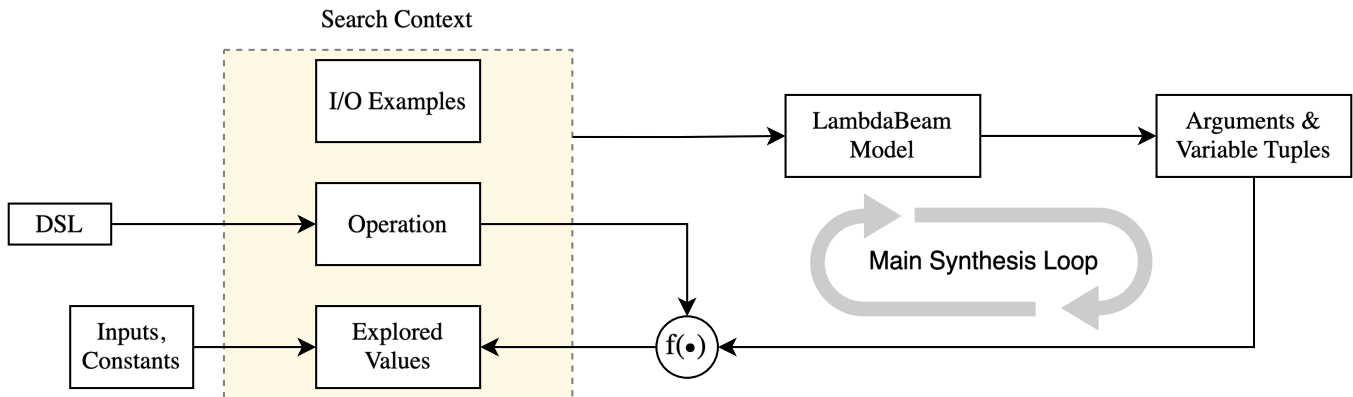 Search Context
I/O Examples
LambdaBeam
Model
Arguments &
Variable Tuples
DSL
Operation
Main Synthesis Loop
Inputs,
Constants
Explored
Values
f(•)